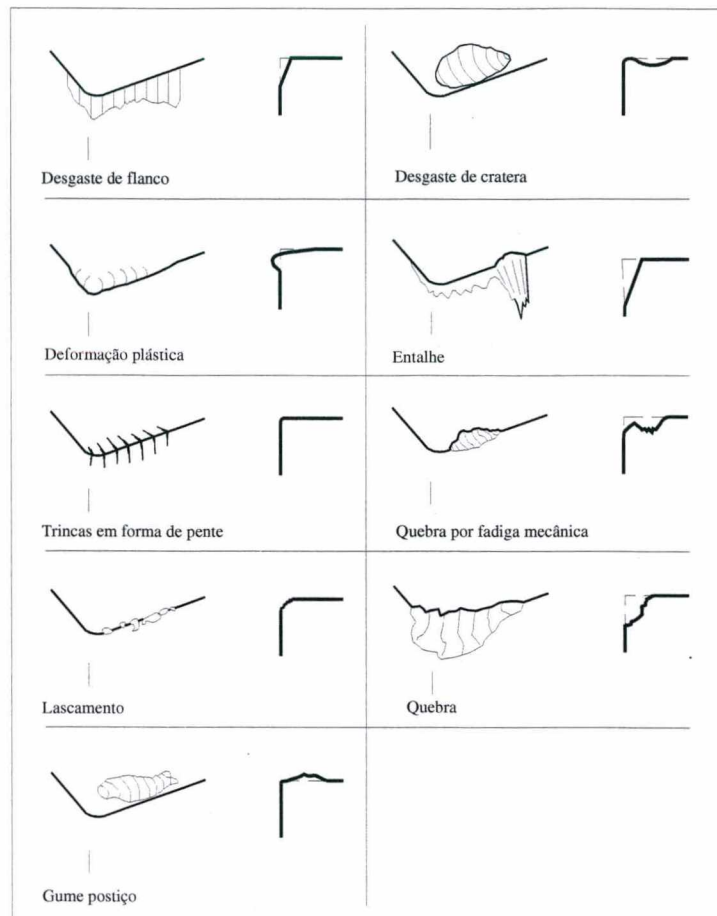 Desgaste de flanco
Desgaste de cratera
Deformação plástica
Entalhe
Trincas em forma de pente
Quebra por fadiga mecânica
Lascamento
Quebra
Gume postiço